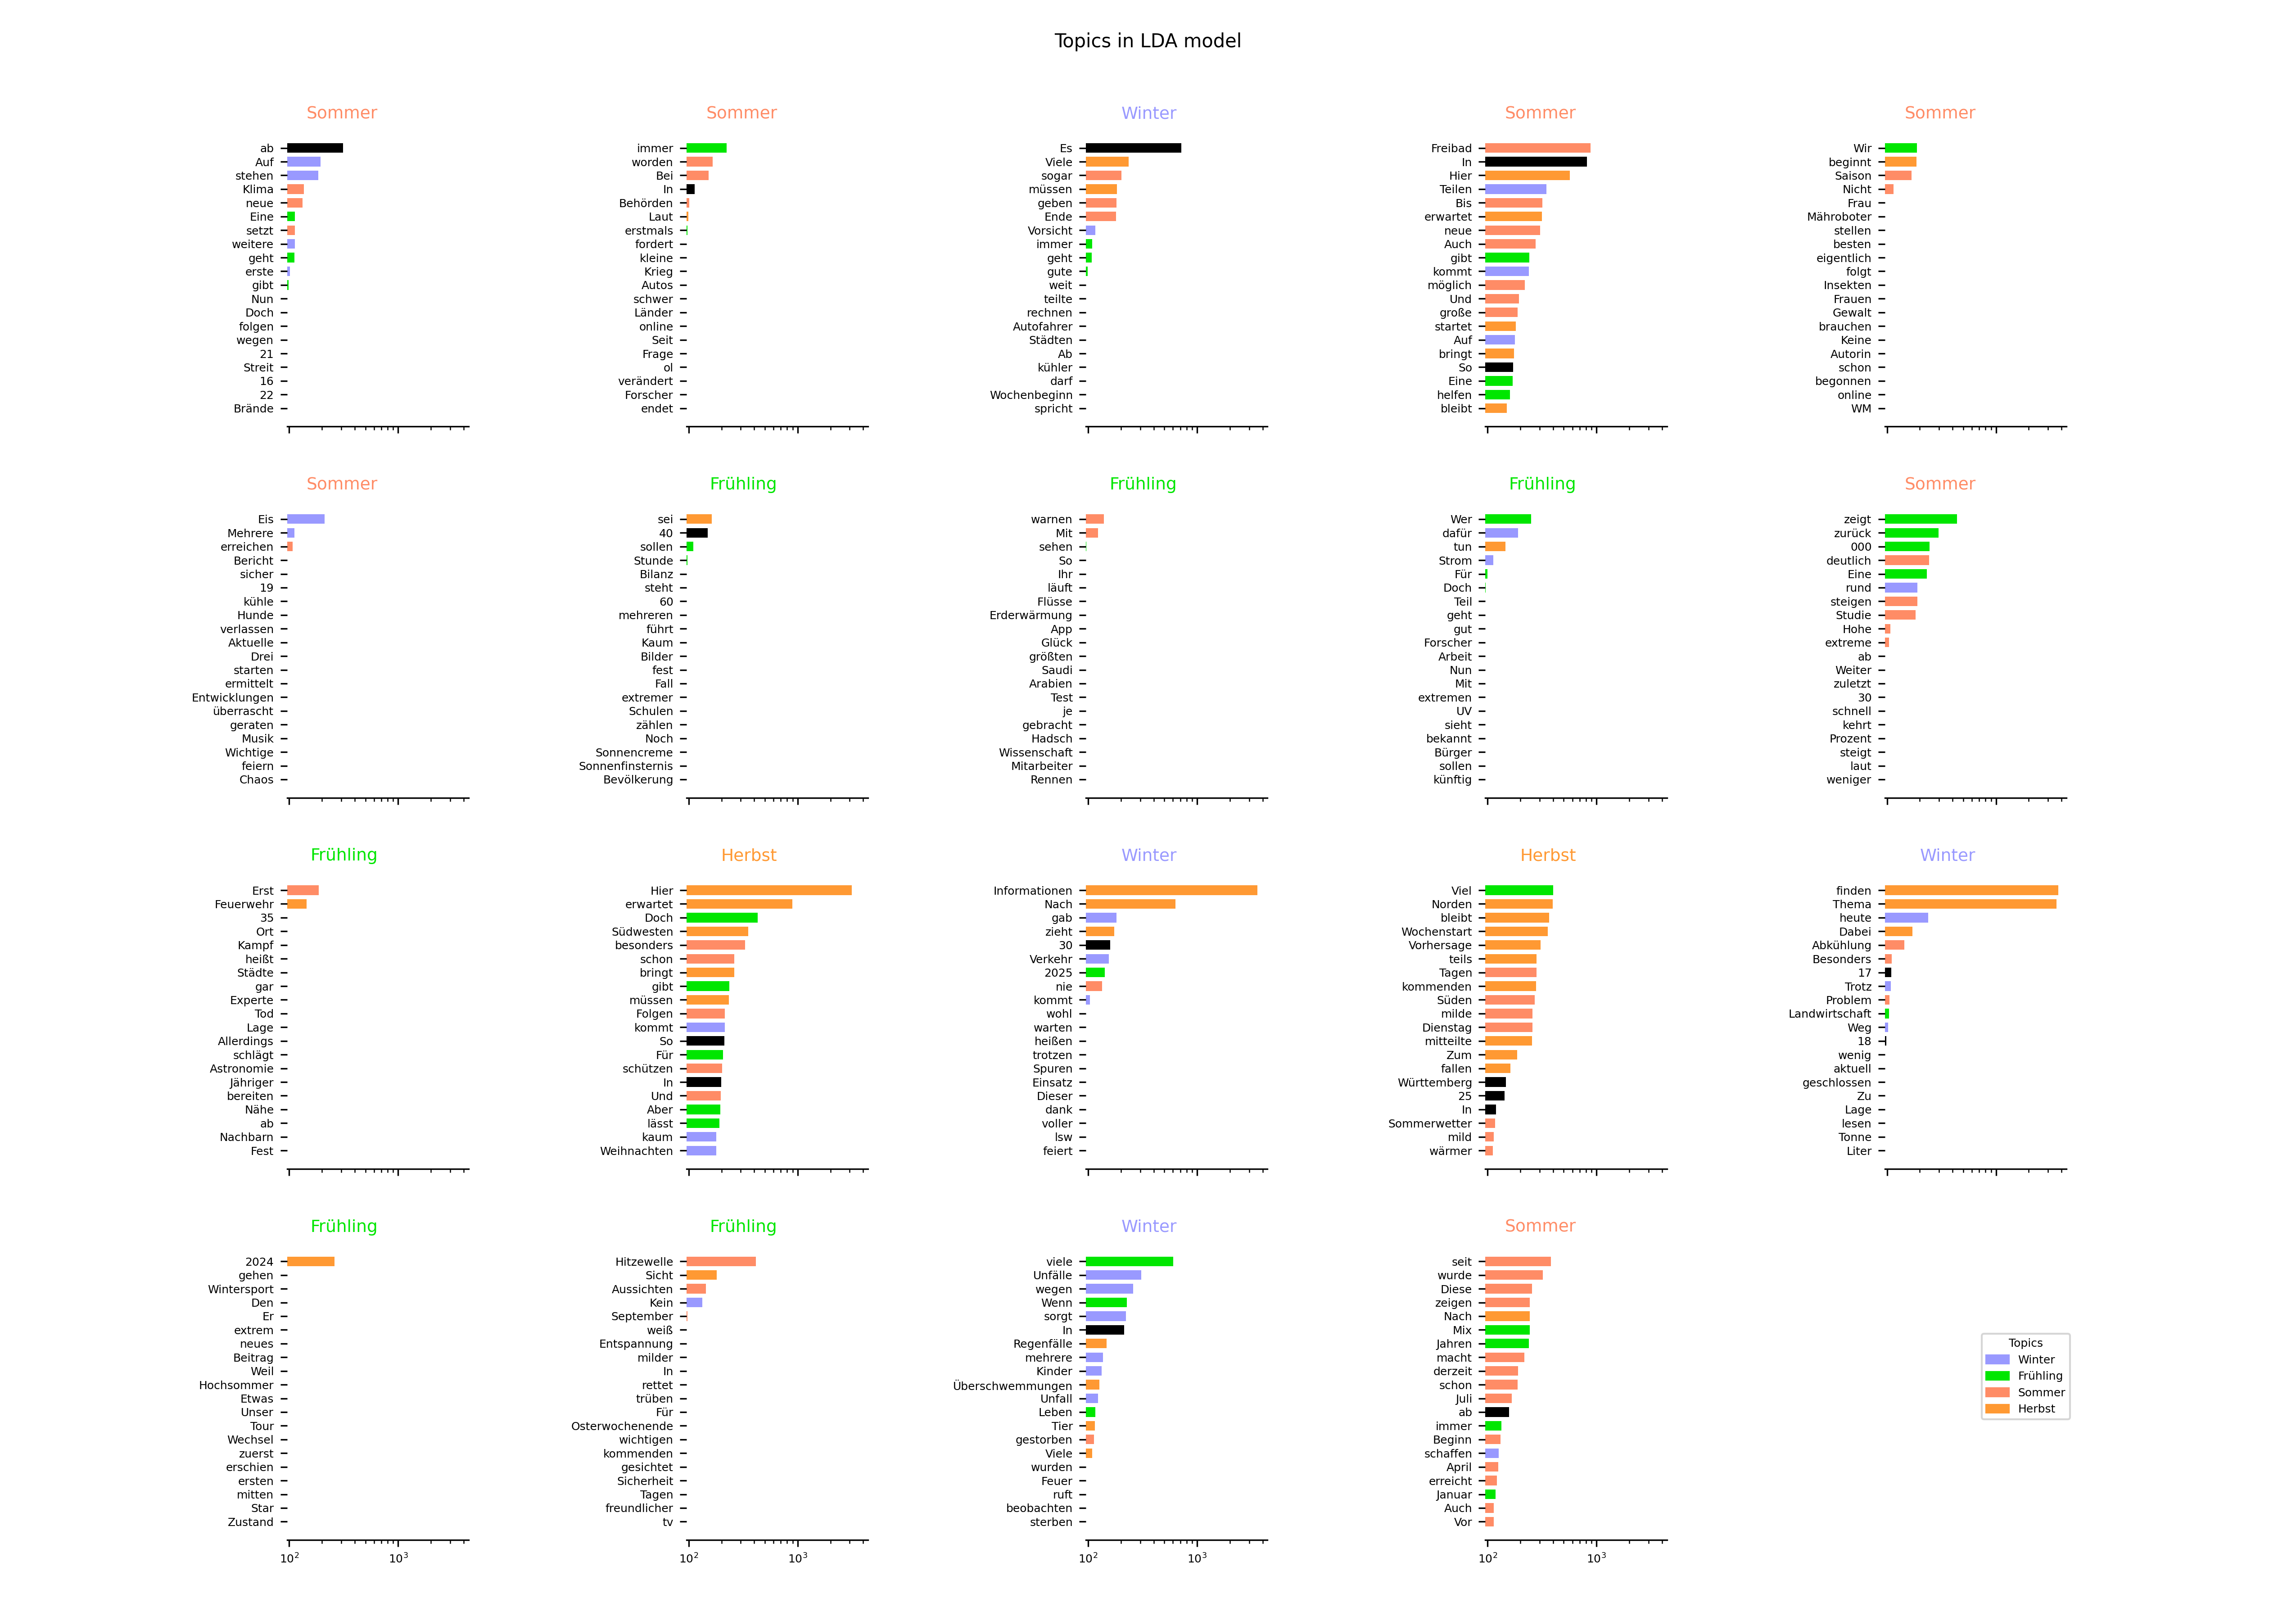 Topics in LDA model
Sommer
ab
Auf
stehen
Klima
neue
Eine
setzt
weitere
geht
erste
gibt
Nun
Doch
folgen
wegen
21
Streit
16
22
Brände
Sommer
immer
worden
Bei
In
Behörden
Laut
erstmals
fordert
kleine
Krieg
Autos
schwer
Länder
online
Seit
Frage
ol
verändert
Forscher
endet
Winter
Es
Viele
sogar
müssen
geben
Ende
Vorsicht
immer
geht
gute
weit
teilte
rechnen
Autofahrer
Städten
Ab
kühler
darf
Wochenbeginn
spricht
Sommer
Freibad
In
Hier
Teilen
Bis
erwartet
neue
Auch
gibt
kommt
möglich
Und
große
startet
Auf
bringt
So
Eine
helfen
bleibt
Sommer
Wir
beginnt
Saison
Nicht
Frau
Mähroboter
stellen
besten
eigentlich
folgt
Insekten
Frauen
Gewalt
brauchen
Keine
Autorin
schon
begonnen
online
WM
Sommer
Eis
Mehrere
erreichen
Bericht
sicher
19
kühle
Hunde
verlassen
Aktuelle
Drei
starten
ermittelt
Entwicklungen
überrascht
geraten
Musik
Wichtige
feiern
Chaos
Frühling
sei
40
sollen
Stunde
Bilanz
steht
60
mehreren
führt
Kaum
Bilder
fest
Fall
extremer
Schulen
zählen
Noch
Sonnencreme
Sonnenfinsternis
Bevölkerung
Frühling
warnen
Mit
sehen
So
Ihr
läuft
Flüsse
Erderwärmung
App
Glück
größten
Saudi
Arabien
Test
je
gebracht
Hadsch
Wissenschaft
Mitarbeiter
Rennen
Frühling
Wer
dafür
tun
Strom
Für
Doch
Teil
geht
gut
Forscher
Arbeit
Nun
Mit
extremen
UV
sieht
bekannt
Bürger
sollen
künftig
Sommer
zeigt
zurück
000
deutlich
Eine
rund
steigen
Studie
Hohe
extreme
ab
Weiter
zuletzt
30
schnell
kehrt
Prozent
steigt
laut
weniger
Frühling
Erst
Feuerwehr
35
Ort
Kampf
heißt
Städte
gar
Experte
Tod
Lage
Allerdings
schlägt
Astronomie
Jähriger
bereiten
Nähe
ab
Nachbarn
Fest
Herbst
Hier
erwartet
Doch
Südwesten
besonders
schon
bringt
gibt
müssen
Folgen
kommt
So
Für
schützen
In
Und
Aber
lässt
kaum
Weihnachten
Winter
Informationen
Nach
gab
zieht
30
Verkehr
2025
nie
kommt
wohl
warten
heißen
trotzen
Spuren
Einsatz
Dieser
dank
voller
lsw
feiert
Herbst
Viel
Norden
bleibt
Wochenstart
Vorhersage
teils
Tagen
kommenden
Süden
milde
Dienstag
mitteilte
Zum
fallen
Württemberg
25
In
Sommerwetter
mild
wärmer
Winter
finden
Thema
heute
Dabei
Abkühlung
Besonders
17
Trotz
Problem
Landwirtschaft
Weg
18
wenig
aktuell
geschlossen
Zu
Lage
lesen
Tonne
Liter
Frühling
2024
gehen
Wintersport
Den
Er
extrem
neues
Beitrag
Weil
Hochsommer
Etwas
Unser
Tour
Wechsel
zuerst
erschien
ersten
mitten
Star
Zustand
10² 10³
Frühling
Hitzewelle
Sicht
Aussichten
Kein
September
weiß
Entspannung
milder
In
rettet
trüben
Für
Osterwochenende
wichtigen
kommenden
gesichtet
Sicherheit
Tagen
freundlicher
tv
10² 10³
Winter
viele
Unfälle
wegen
Wenn
sorgt
In
Regenfälle
mehrere
Kinder
Überschwemmungen
Unfall
Leben
Tier
gestorben
Viele
wurden
Feuer
ruft
beobachten
sterben
10² 10³
Sommer
seit
wurde
Diese
zeigen
Nach
Mix
Jahren
macht
derzeit
schon
Juli
ab
immer
Beginn
schaffen
April
erreicht
Januar
Auch
Vor
10² 10³
Topics
Winter
Frühling
Sommer
Herbst